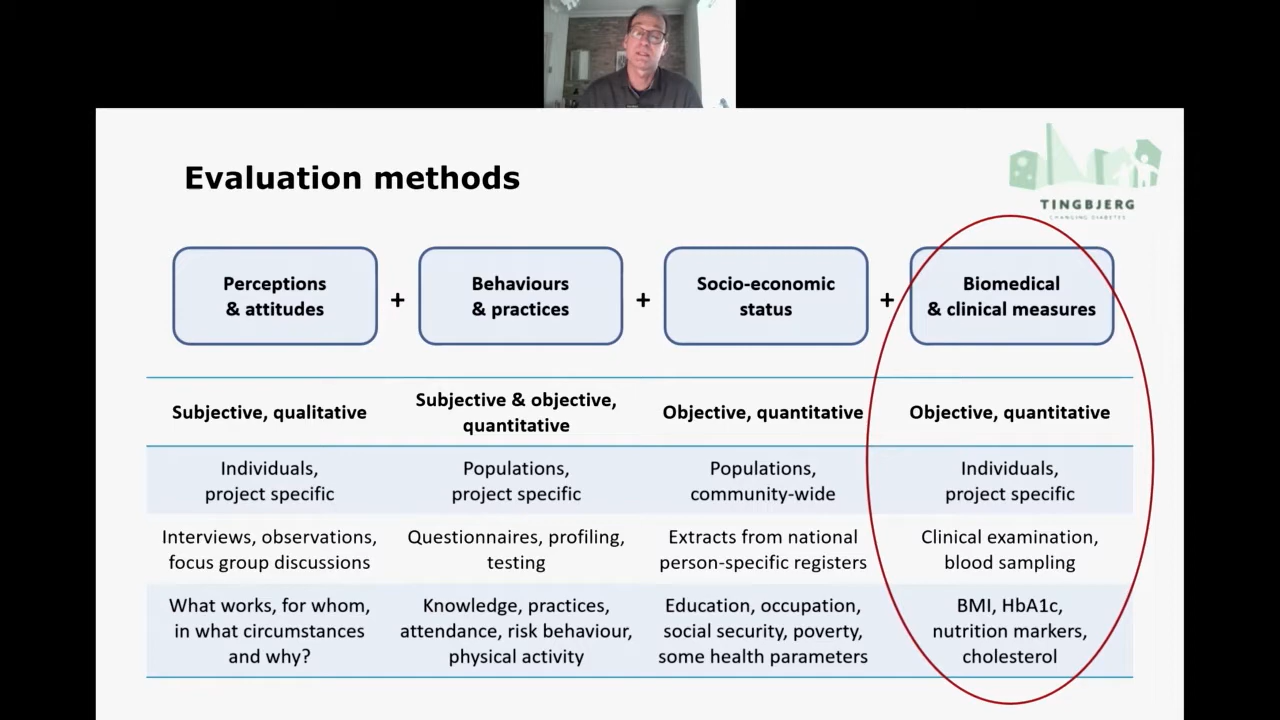 Evaluation methods
TINGBJERG
CHANGING DIABETES
Perceptions
& attitudes
+
Behaviours
& practices
+
Socio-economic
status
+
Biomedical
& clinical measures
Subjective, qualitative
Subjective & objective,
quantitative
Objective, quantitative
Objective, quantitative
Individuals,
project specific
Populations,
project specific
Populations,
community-wide
Individuals,
project specific
Interviews, observations,
focus group discussions
Questionnaires, profiling,
testing
Extracts from national
person-specific registers
Clinical examination,
blood sampling
What works, for whom,
in what circumstances
and why?
Knowledge, practices,
attendance, risk behaviour,
physical activity
Education, occupation,
social security, poverty,
some health parameters
BMI, HbA1c,
nutrition markers,
cholesterol